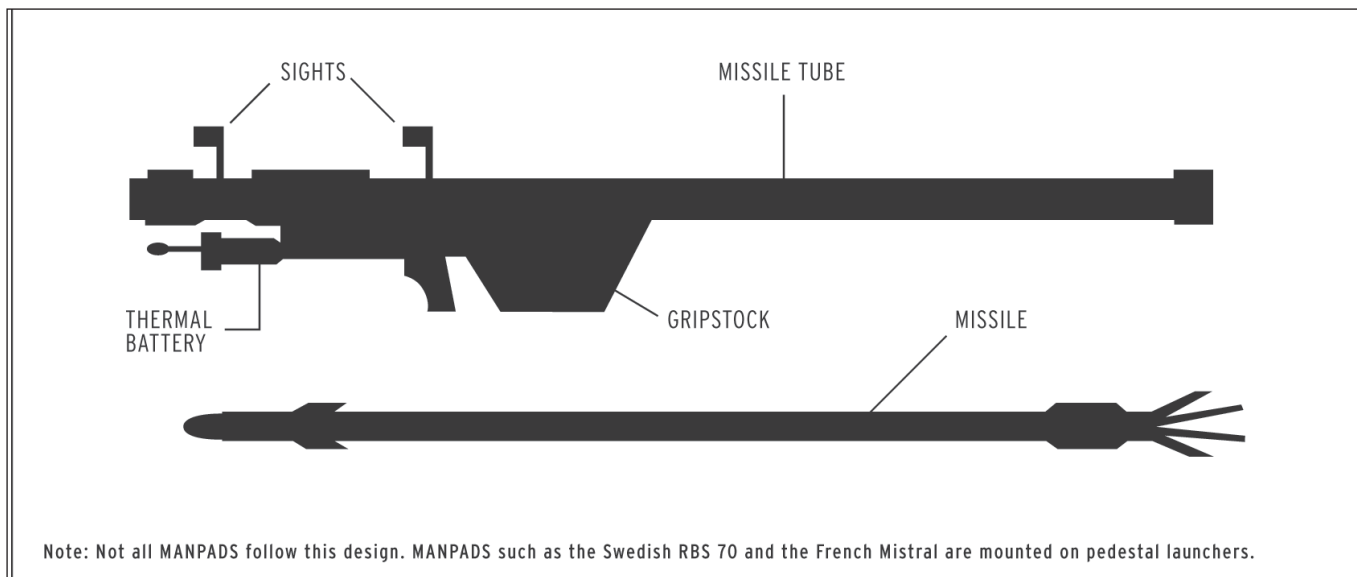 SIGHTS
MISSILE TUBE
THERMAL
BATTERY
GRIPSTOCK
MISSILE
Note: Not all MANPADS follow this design. MANPADS such as the Swedish RBS 70 and the French Mistral are mounted on pedestal launchers.